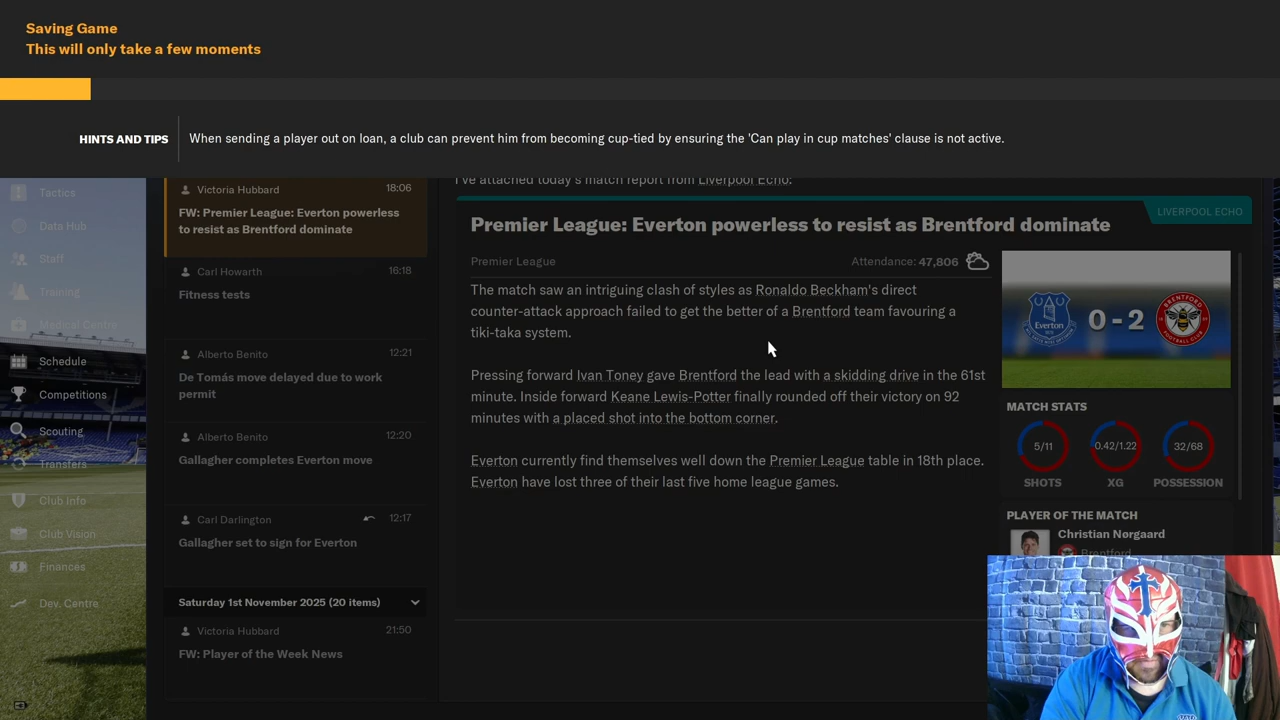 Saving Game
This will only take a few moments
HINTS AND TIPS
When sending a player out on loan, a club can prevent him from becoming cup-tied by ensuring the 'Can play in cup matches' clause is not active.
Tactics
Data Hub
Staff
Training
Medical Centre
Schedule
Competitions
Scouting
Transfers
Club Info
Club Vision
Finances
Dev. Centre
Victoria Hubbard 18:06
FW: Premier League: Everton powerless
to resist as Brentford dominate
Carl Howarth 16:18
Fitness tests
Alberto Benito 12:21
De Tomás move delayed due to work
permit
Alberto Benito 12:20
Gallagher completes Everton move
Carl Darlington 12:17
Gallagher set to sign for Everton
Saturday 1st November 2025 (20 items)
Victoria Hubbard 21:50
FW: Player of the Week News
I've attached today's match report from Liverpool Echo:
LIVERPOOL ECHO
Premier League: Everton powerless to resist as Brentford dominate
Premier League Attendance: 47,806
The match saw an intriguing clash of styles as Ronaldo Beckham's direct
counter-attack approach failed to get the better of a Brentford team favouring a
tiki-taka system.
Pressing forward Ivan Toney gave Brentford the lead with a skidding drive in the 61st
minute. Inside forward Keane Lewis-Potter finally rounded off their victory on 92
minutes with a placed shot into the bottom corner.
Everton currently find themselves well down the Premier League table in 18th place.
Everton have lost three of their last five home league games.
Everton
0 - 2
MATCH STATS
5/11 0.42/1.22 32/68
SHOTS XG POSSESSION
PLAYER OF THE MATCH
Christian Nørgaard
Brentford